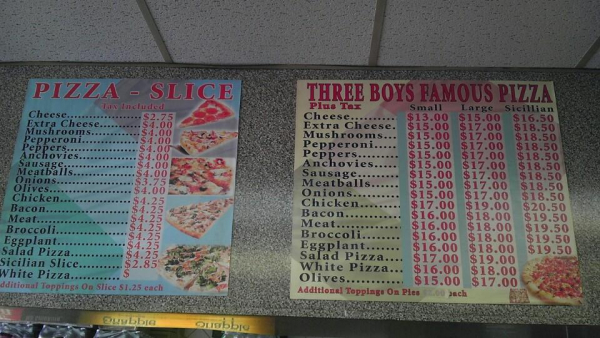 PIZZA - SLICE
Tax Included
Cheese..............$2.75
Extra Cheese....$4.00
Mushrooms........$4.00
Pepperoni..........$4.00
Peppers..............$4.00
Anchovies..........$4.00
Sausage..............$4.00
Meatballs...........$4.00
Onions...............$3.75
Olives.................$4.00
Chicken..............$4.25
Bacon.................$4.25
Meat...................$4.25
Broccoli..............$4.25
Eggplant.............$4.25
Salad Pizza.........$4.25
Sicilian Slice......$2.85
White Pizza........$
Additional Toppings On Slice $1.25 each
THREE BOYS FAMOUS PIZZA
Plus Tax Small Large Sicillian
Cheese............. $13.00 $15.00 $16.50
Extra Cheese. $15.00 $17.00 $18.50
Mushrooms... $15.00 $17.00 $18.50
Pepperoni....... $15.00 $17.00 $18.50
Peppers........... $15.00 $17.00 $18.50
Anchovies....... $15.00 $17.00 $18.50
Sausage........... $15.00 $17.00 $18.50
Meatballs........ $15.00 $17.00 $18.50
Onions............ $15.00 $17.00 $18.50
Chicken.......... $17.00 $19.00 $20.50
Bacon.............. $16.00 $18.00 $19.50
Meat................ $16.00 $18.00 $19.50
Broccoli........... $16.00 $18.00 $19.50
Eggplant.......... $16.00 $18.00 $19.50
Salad Pizza..... $17.00 $18.00
White Pizza.... $16.00 $18.00
Olives............... $15.00 $17.00
Additional Toppings On Pies each